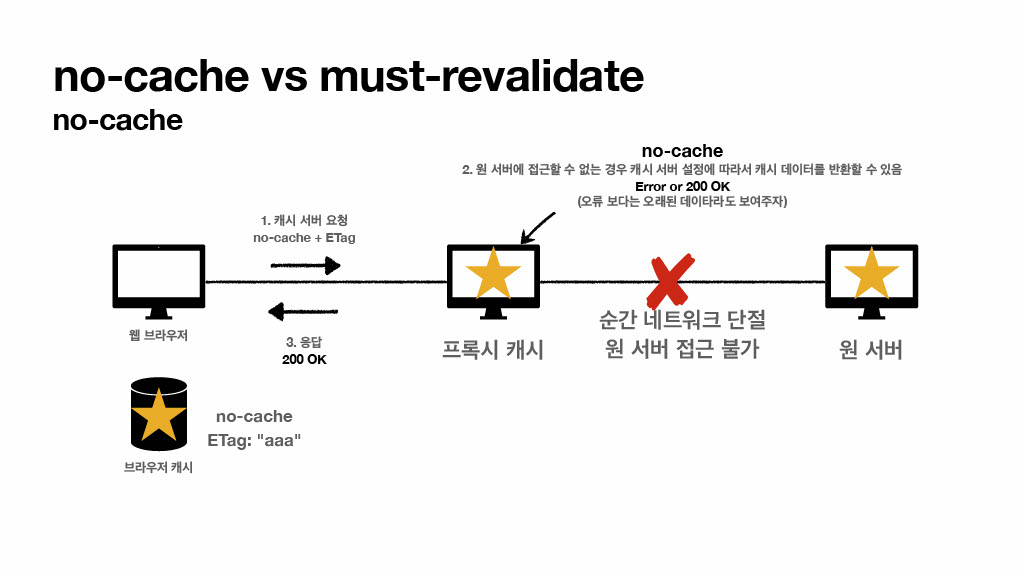 no-cache vs must-revalidate
no-cache
no-cache
2. 원 서버에 접근할 수 없는 경우 캐시 서버 설정에 따라서 캐시 데이터를 반환할 수 있음
Error or 200 OK
(오류 보다는 오래된 데이타라도 보여주자)
1. 캐시 서버 요청
no-cache + ETag
웹 브라우저
3. 응답
200 OK
프록시 캐시
순간 네트워크 단절
원 서버 접근 불가
원 서버
no-cache
ETag: "aaa"
브라우저 캐시